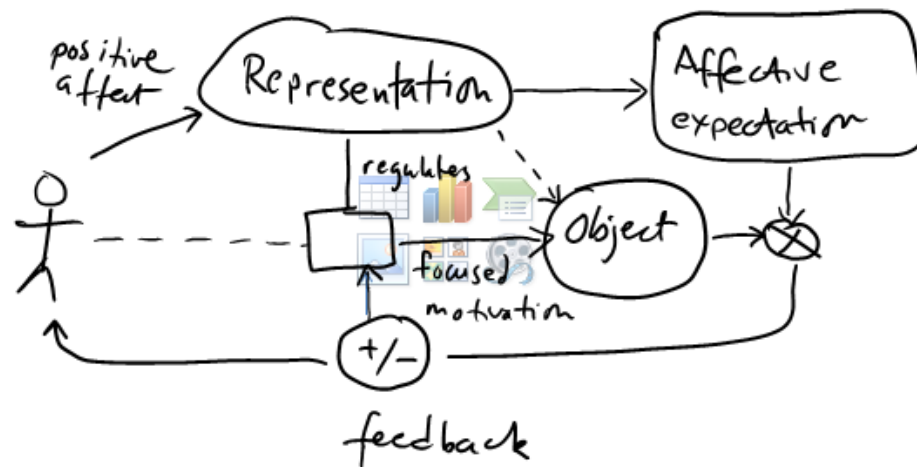 positive
affect
Representation
Affective
expectation
regulates
Object
focused
motivation
+/-
feedback